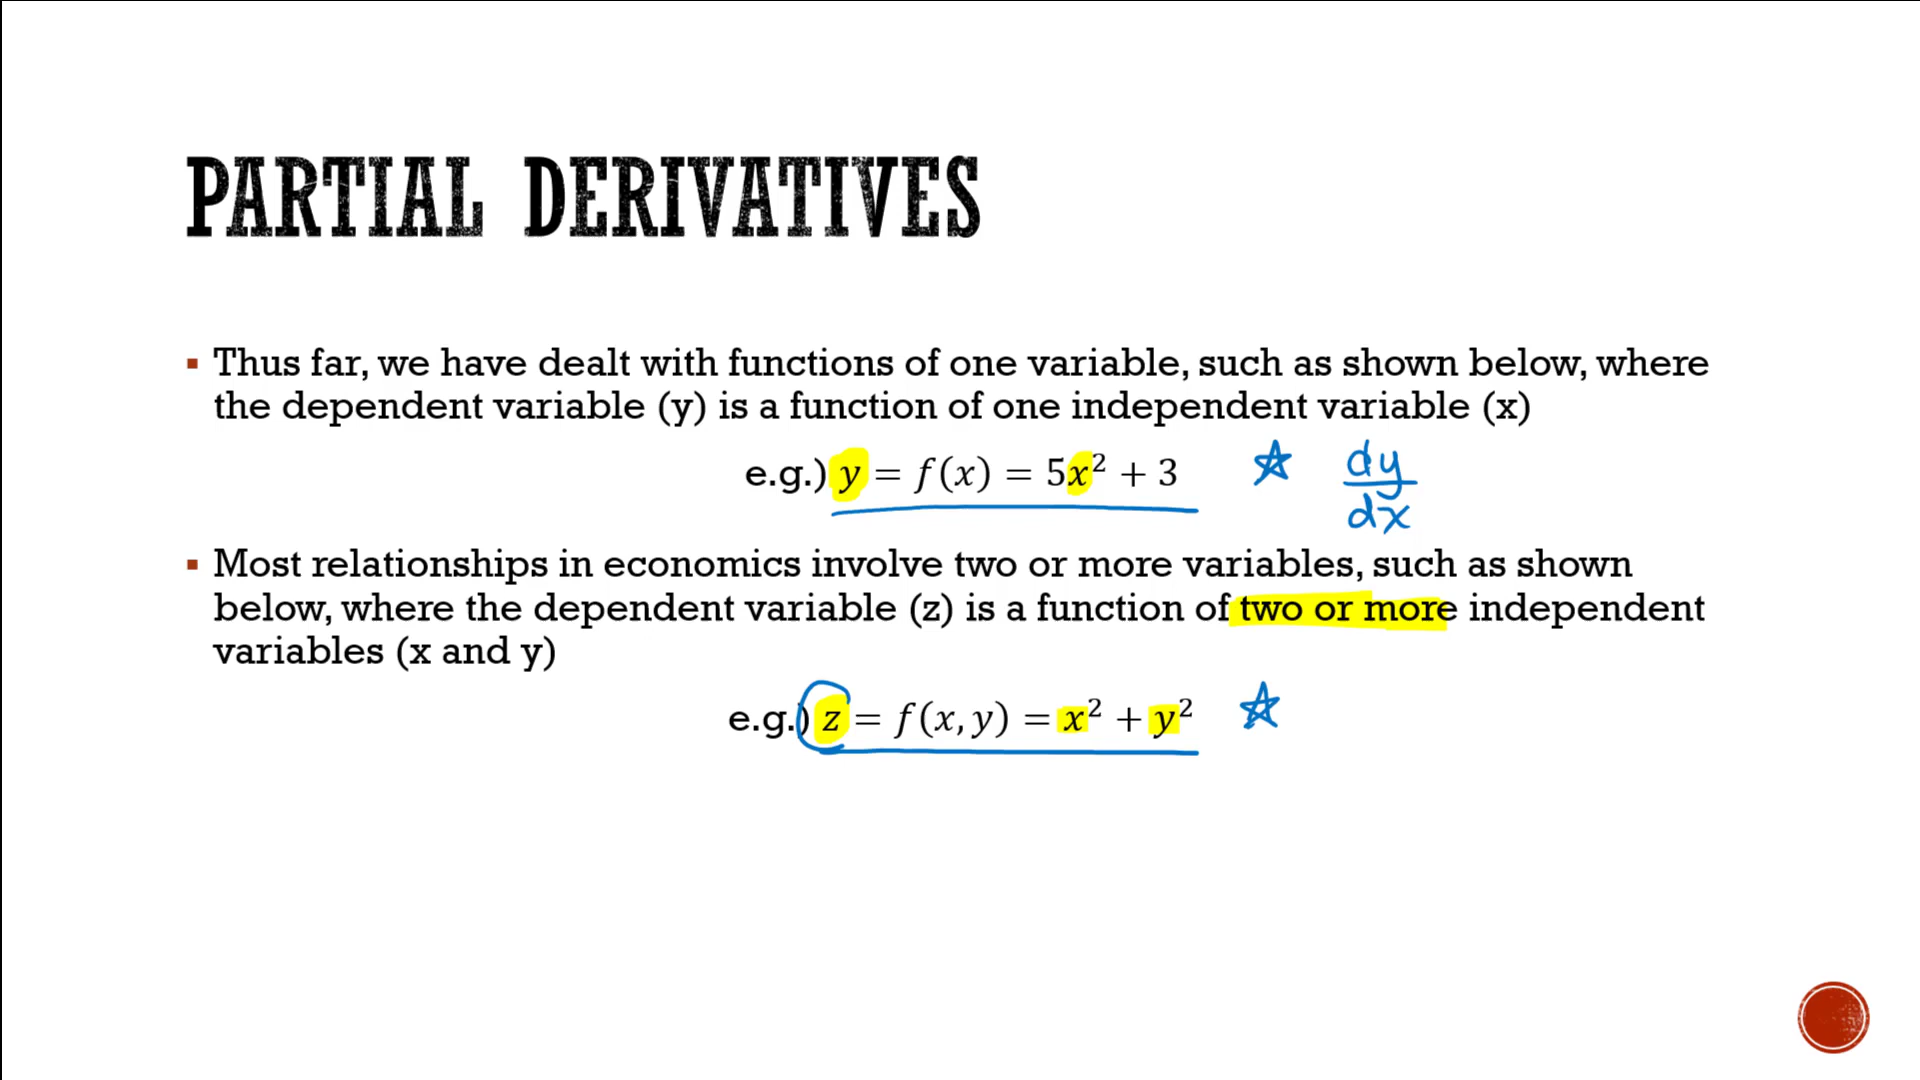 PARTIAL DERIVATIVES
▪ Thus far, we have dealt with functions of one variable, such as shown below, where
the dependent variable (y) is a function of one independent variable (x)
e.g.) y = f(x) = 5x² + 3 ☆ dy/dx
▪ Most relationships in economics involve two or more variables, such as shown
below, where the dependent variable (z) is a function of two or more independent
variables (x and y)
e.g.) z = f(x, y) = x² + y² ☆